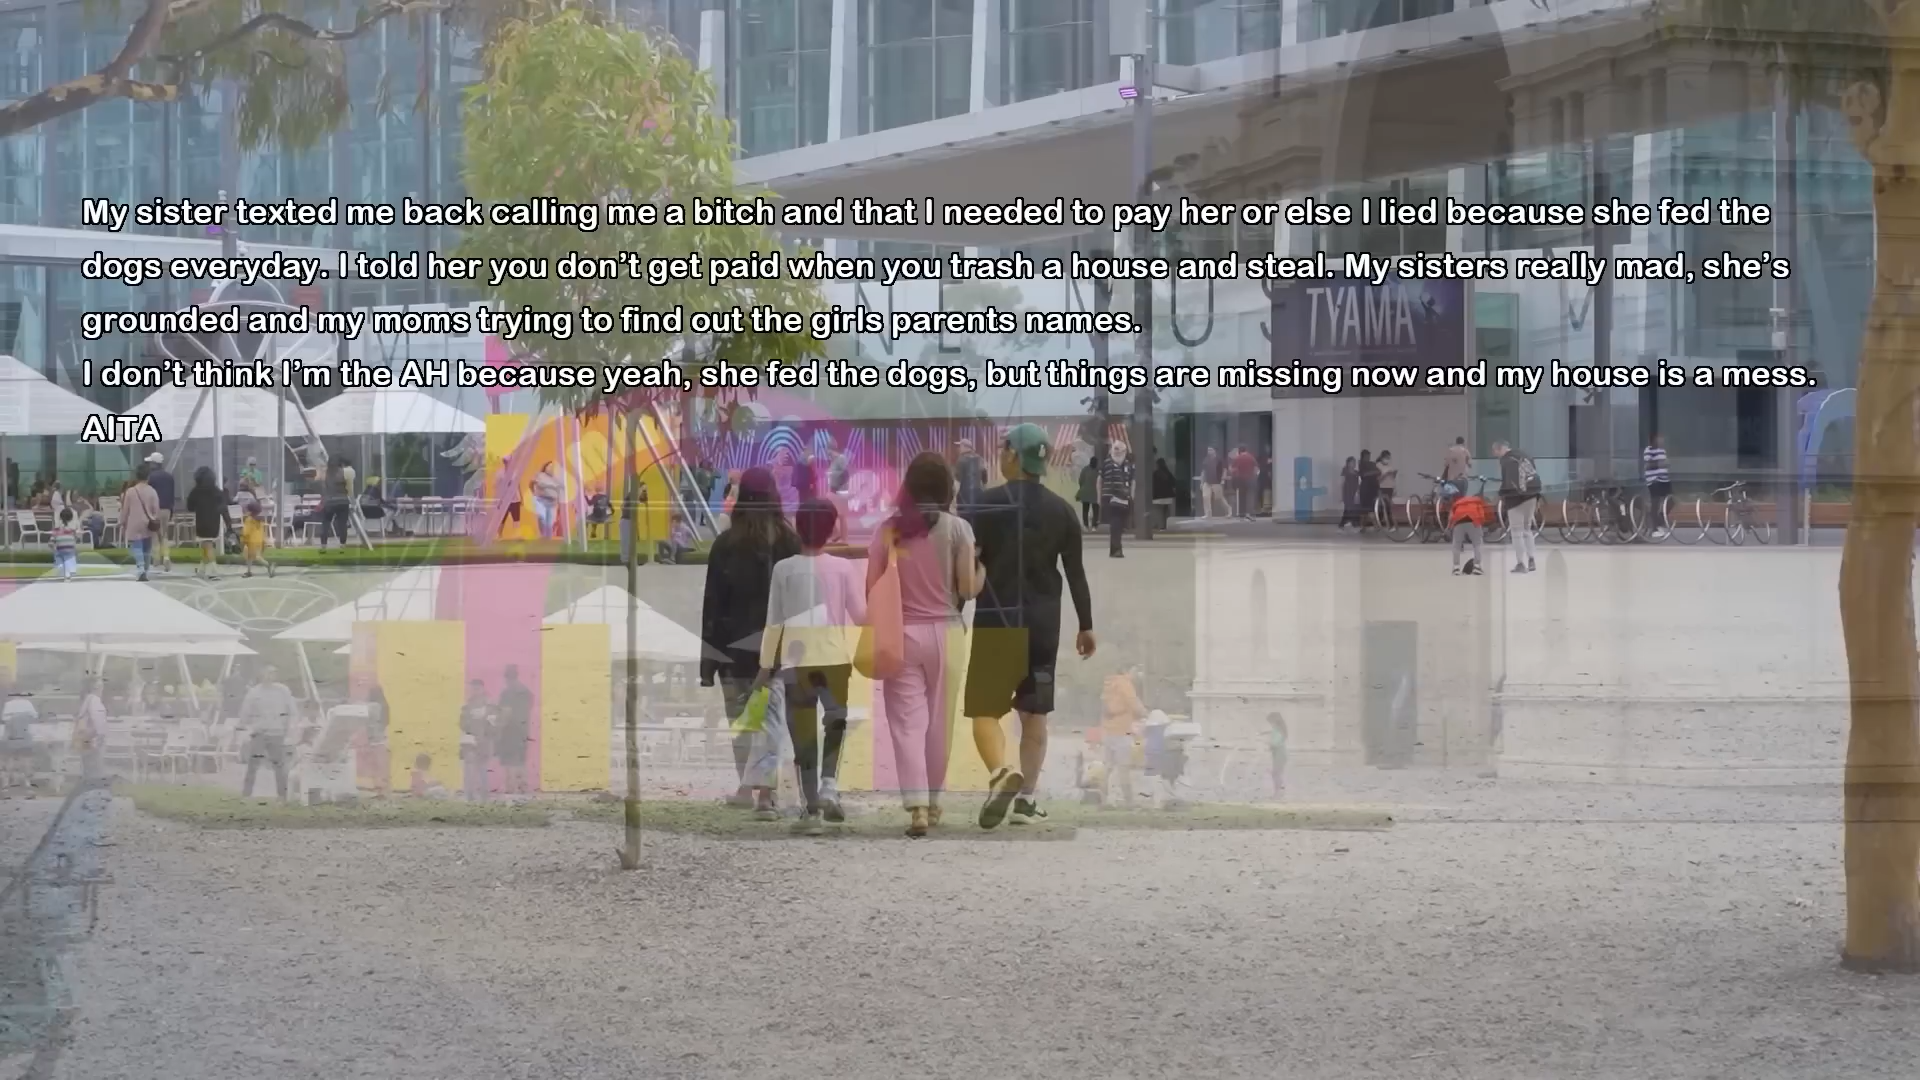 My sister texted me back calling me a bitch and that I needed to pay her or else I lied because she fed the
dogs everyday. I told her you don't get paid when you trash a house and steal. My sisters really mad, she's
grounded and my moms trying to find out the girls parents names.
I don't think I'm the AH because yeah, she fed the dogs, but things are missing now and my house is a mess.
AITA
TYAMA